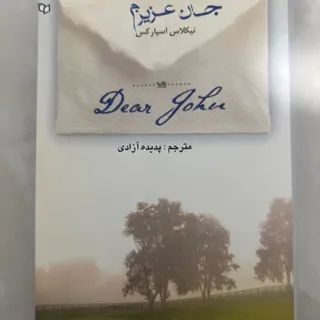 جان عزیزم
نیکلاس اسپارکس
Dear John
مترجم : پدیده آزادی